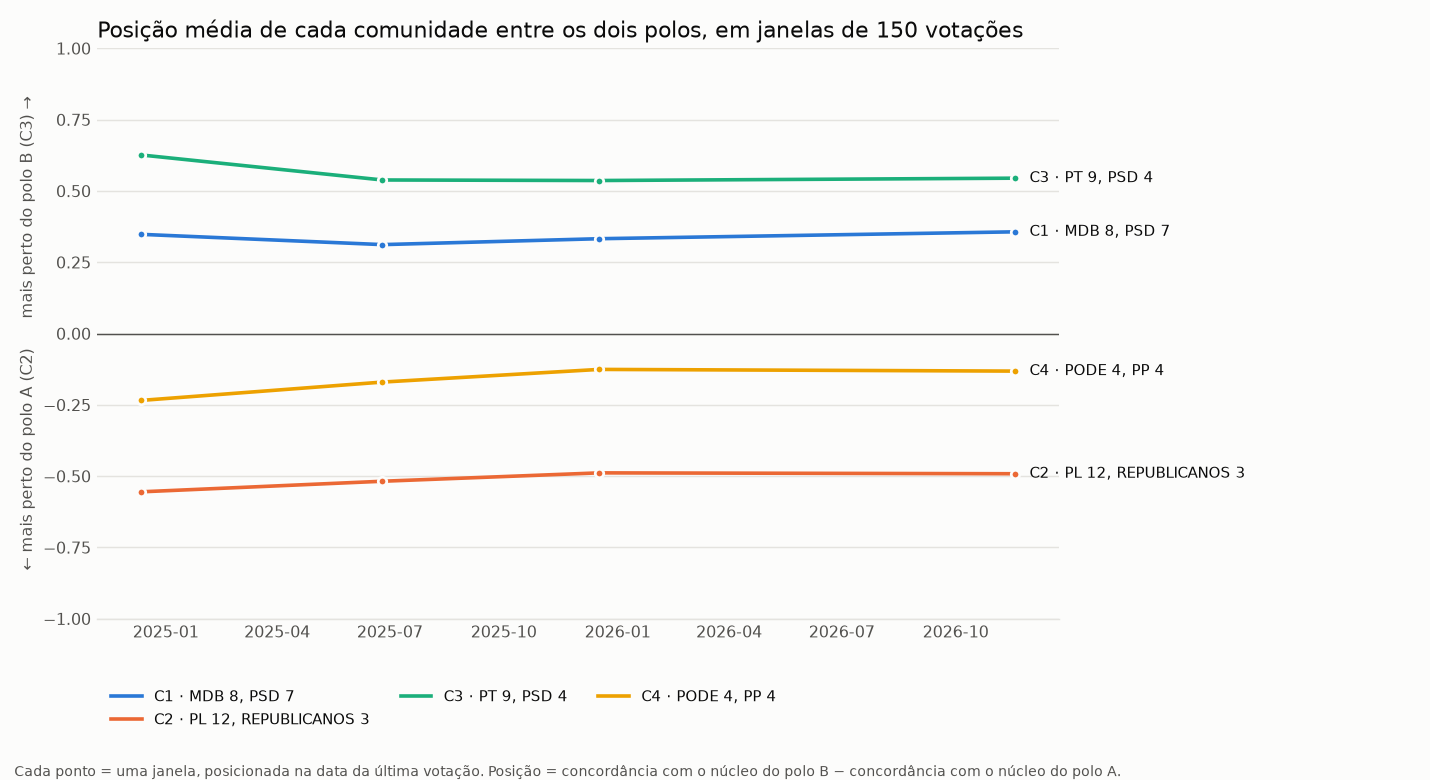 Posição média de cada comunidade entre os dois polos, em janelas de 150 votações
mais perto do polo B (C3) →
← mais perto do polo A (C2)
1.00
0.75
0.50
0.25
0.00
−0.25
−0.50
−0.75
−1.00
C3 · PT 9, PSD 4
C1 · MDB 8, PSD 7
C4 · PODE 4, PP 4
C2 · PL 12, REPUBLICANOS 3
2025-01 2025-04 2025-07 2025-10 2026-01 2026-04 2026-07 2026-10
C1 · MDB 8, PSD 7 C3 · PT 9, PSD 4 C4 · PODE 4, PP 4
C2 · PL 12, REPUBLICANOS 3
Cada ponto = uma janela, posicionada na data da última votação. Posição = concordância com o núcleo do polo B − concordância com o núcleo do polo A.